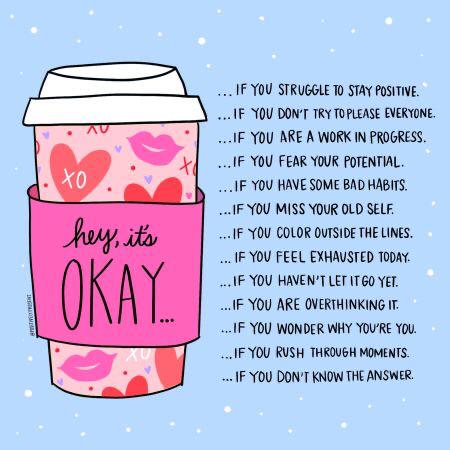 XO
XO
hey, it's
OKAY...
@POSITIVELYPRESENT
XO
... IF YOU STRUGGLE TO STAY POSITIVE.
... IF YOU DON'T TRY TO PLEASE EVERYONE.
... IF YOU ARE A WORK IN PROGRESS.
... IF YOU FEAR YOUR POTENTIAL.
... IF YOU HAVE SOME BAD HABITS.
... IF YOU MISS YOUR OLD SELF.
... IF YOU COLOR OUTSIDE THE LINES.
... IF YOU FEEL EXHAUSTED TODAY.
... IF YOU HAVEN'T LET IT GO YET.
... IF YOU ARE OVERTHINKING IT.
... IF YOU WONDER WHY YOU'RE YOU.
... IF YOU RUSH THROUGH MOMENTS.
... IF YOU DON'T KNOW THE ANSWER.